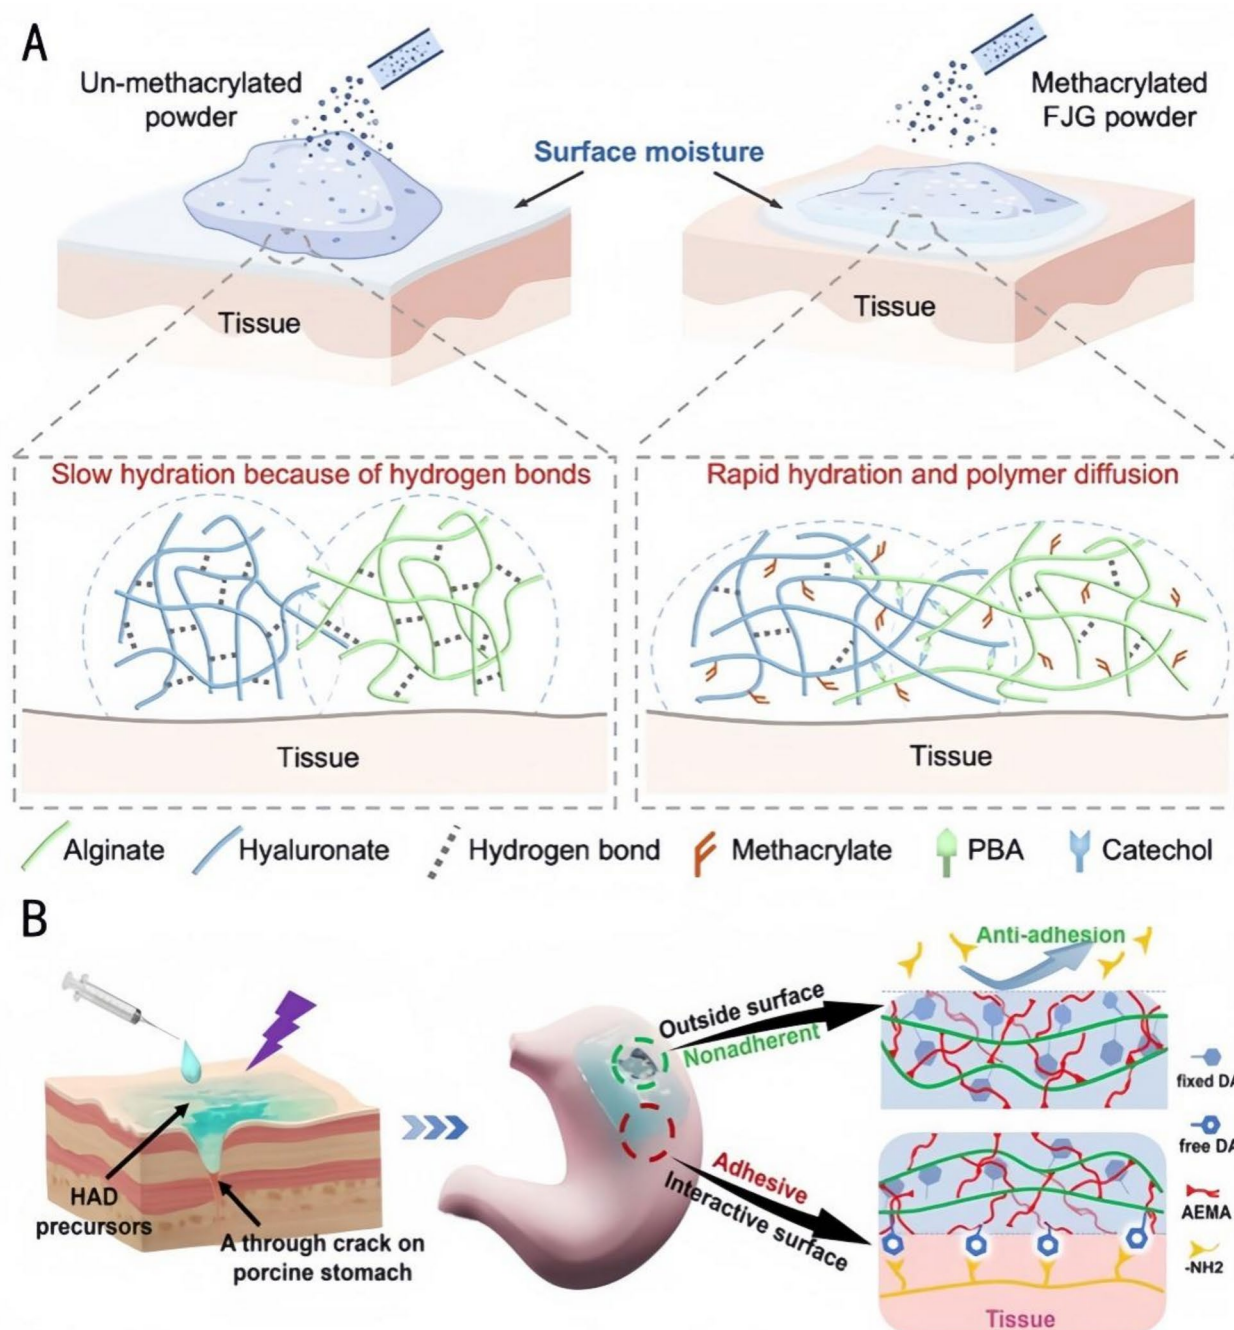 A
Un-methacrylated
powder
Methacrylated
FJG powder
Surface moisture
Tissue
Tissue
Slow hydration because of hydrogen bonds
Rapid hydration and polymer diffusion
Tissue
Tissue
Alginate
Hyaluronate
Hydrogen bond
Methacrylate
PBA
Catechol
B
HAD
precursors
A through crack on
porcine stomach
Outside surface
Nonadherent
Adhesive
Interactive surface
Anti-adhesion
fixed DA
free DA
AEMA
-NH2
Tissue